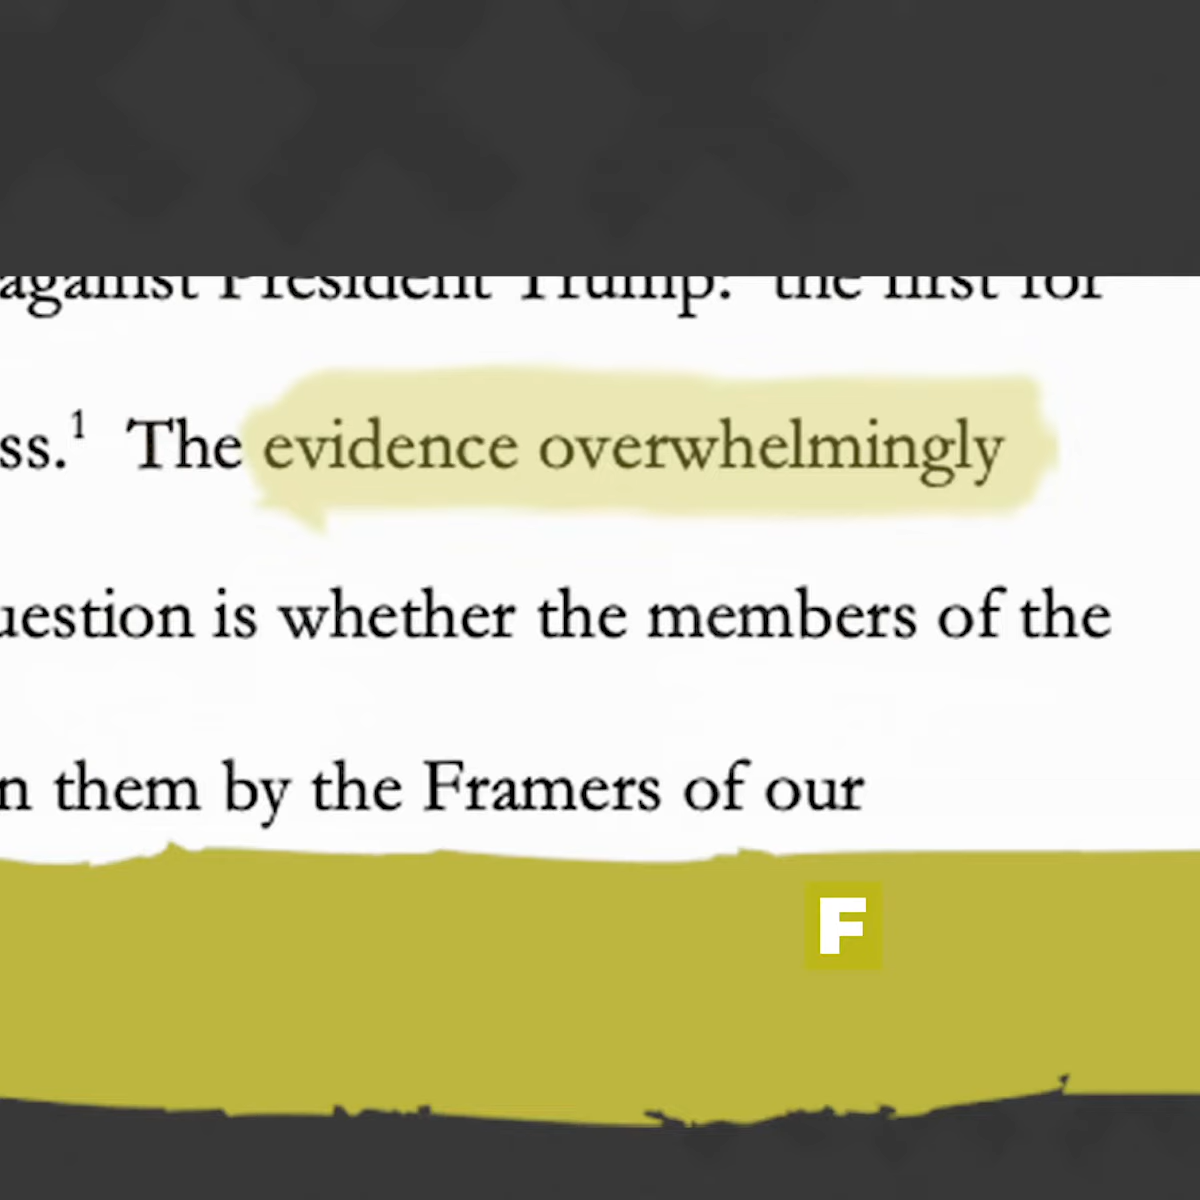 against President Trump: the first for
ss.¹ The evidence overwhelmingly
uestion is whether the members of the
n them by the Framers of our
F